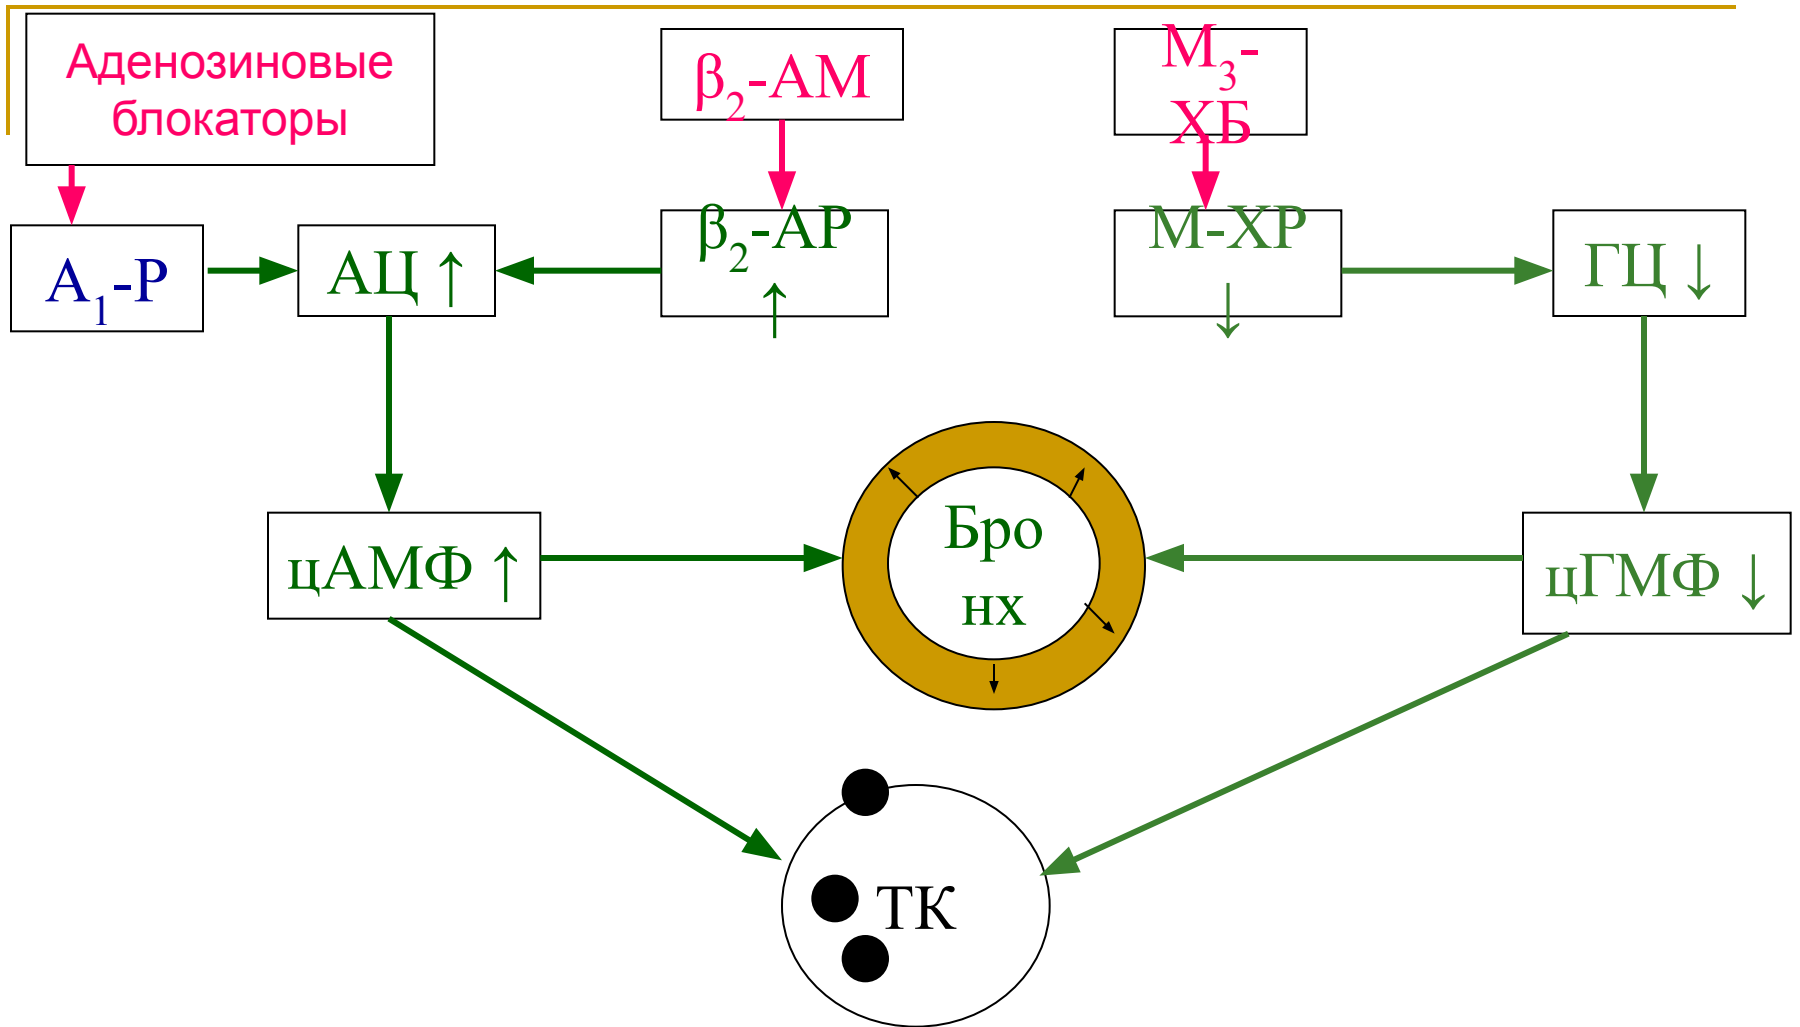 Аденозиновые
блокаторы
β₂-АМ
М₃-
ХБ
А₁-Р
АЦ ↑
β₂-АР
↑
М-ХР
↓
ГЦ ↓
цАМФ ↑
Бро
нх
цГМФ ↓
ТК